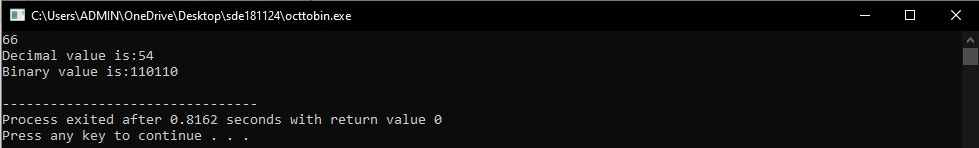 C:\Users\ADMIN\OneDrive\Desktop\sde181124\octtobin.exe
66
Decimal value is:54
Binary value is:110110
--------------------------------
Process exited after 0.8162 seconds with return value 0
Press any key to continue . . .